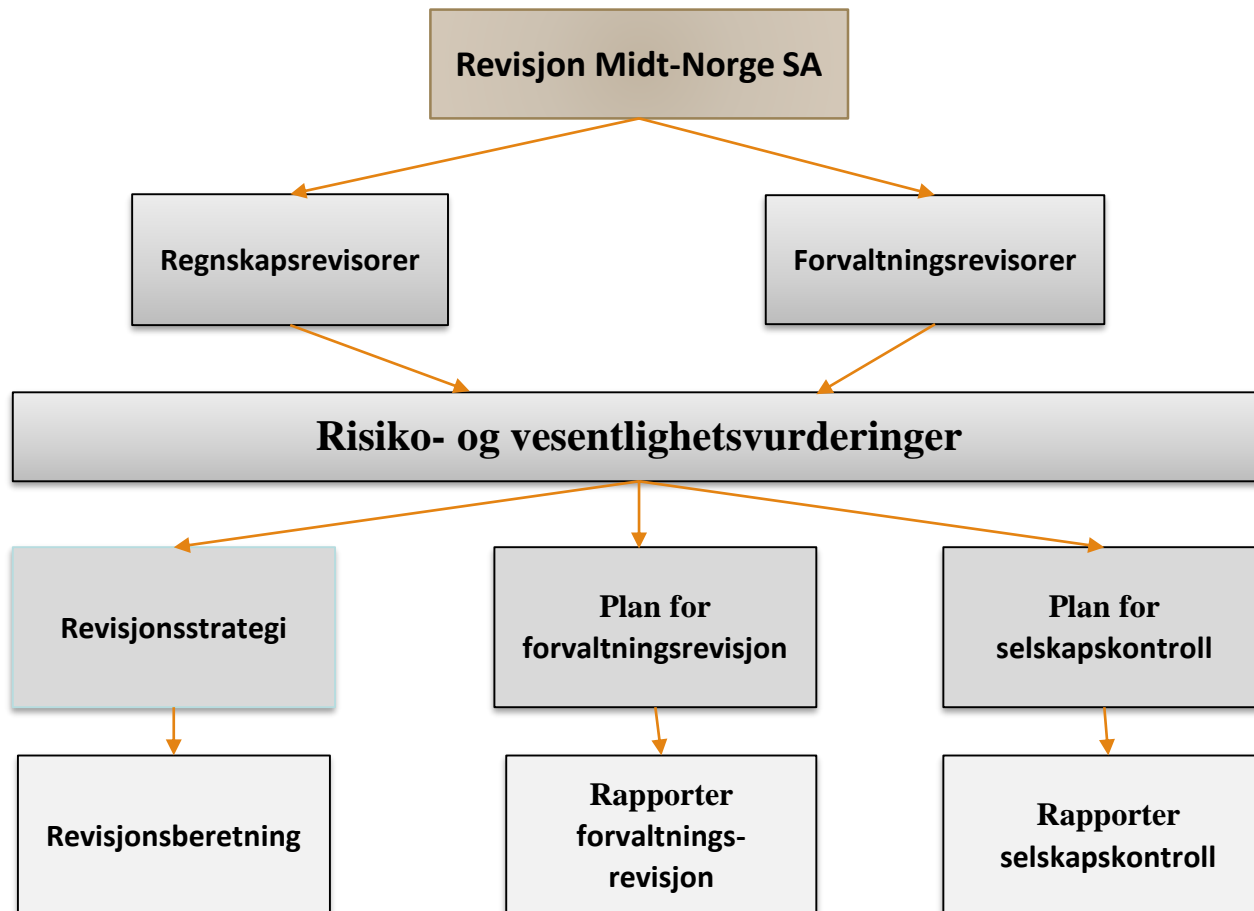 Revisjon Midt-Norge SA
Regnskapsrevisorer
Forvaltningsrevisorer
Risiko- og vesentlighetsvurderinger
Revisjonsstrategi
Plan for
forvaltningsrevisjon
Plan for
selskapskontroll
Revisjonsberetning
Rapporter
forvaltnings-
revisjon
Rapporter
selskapskontroll